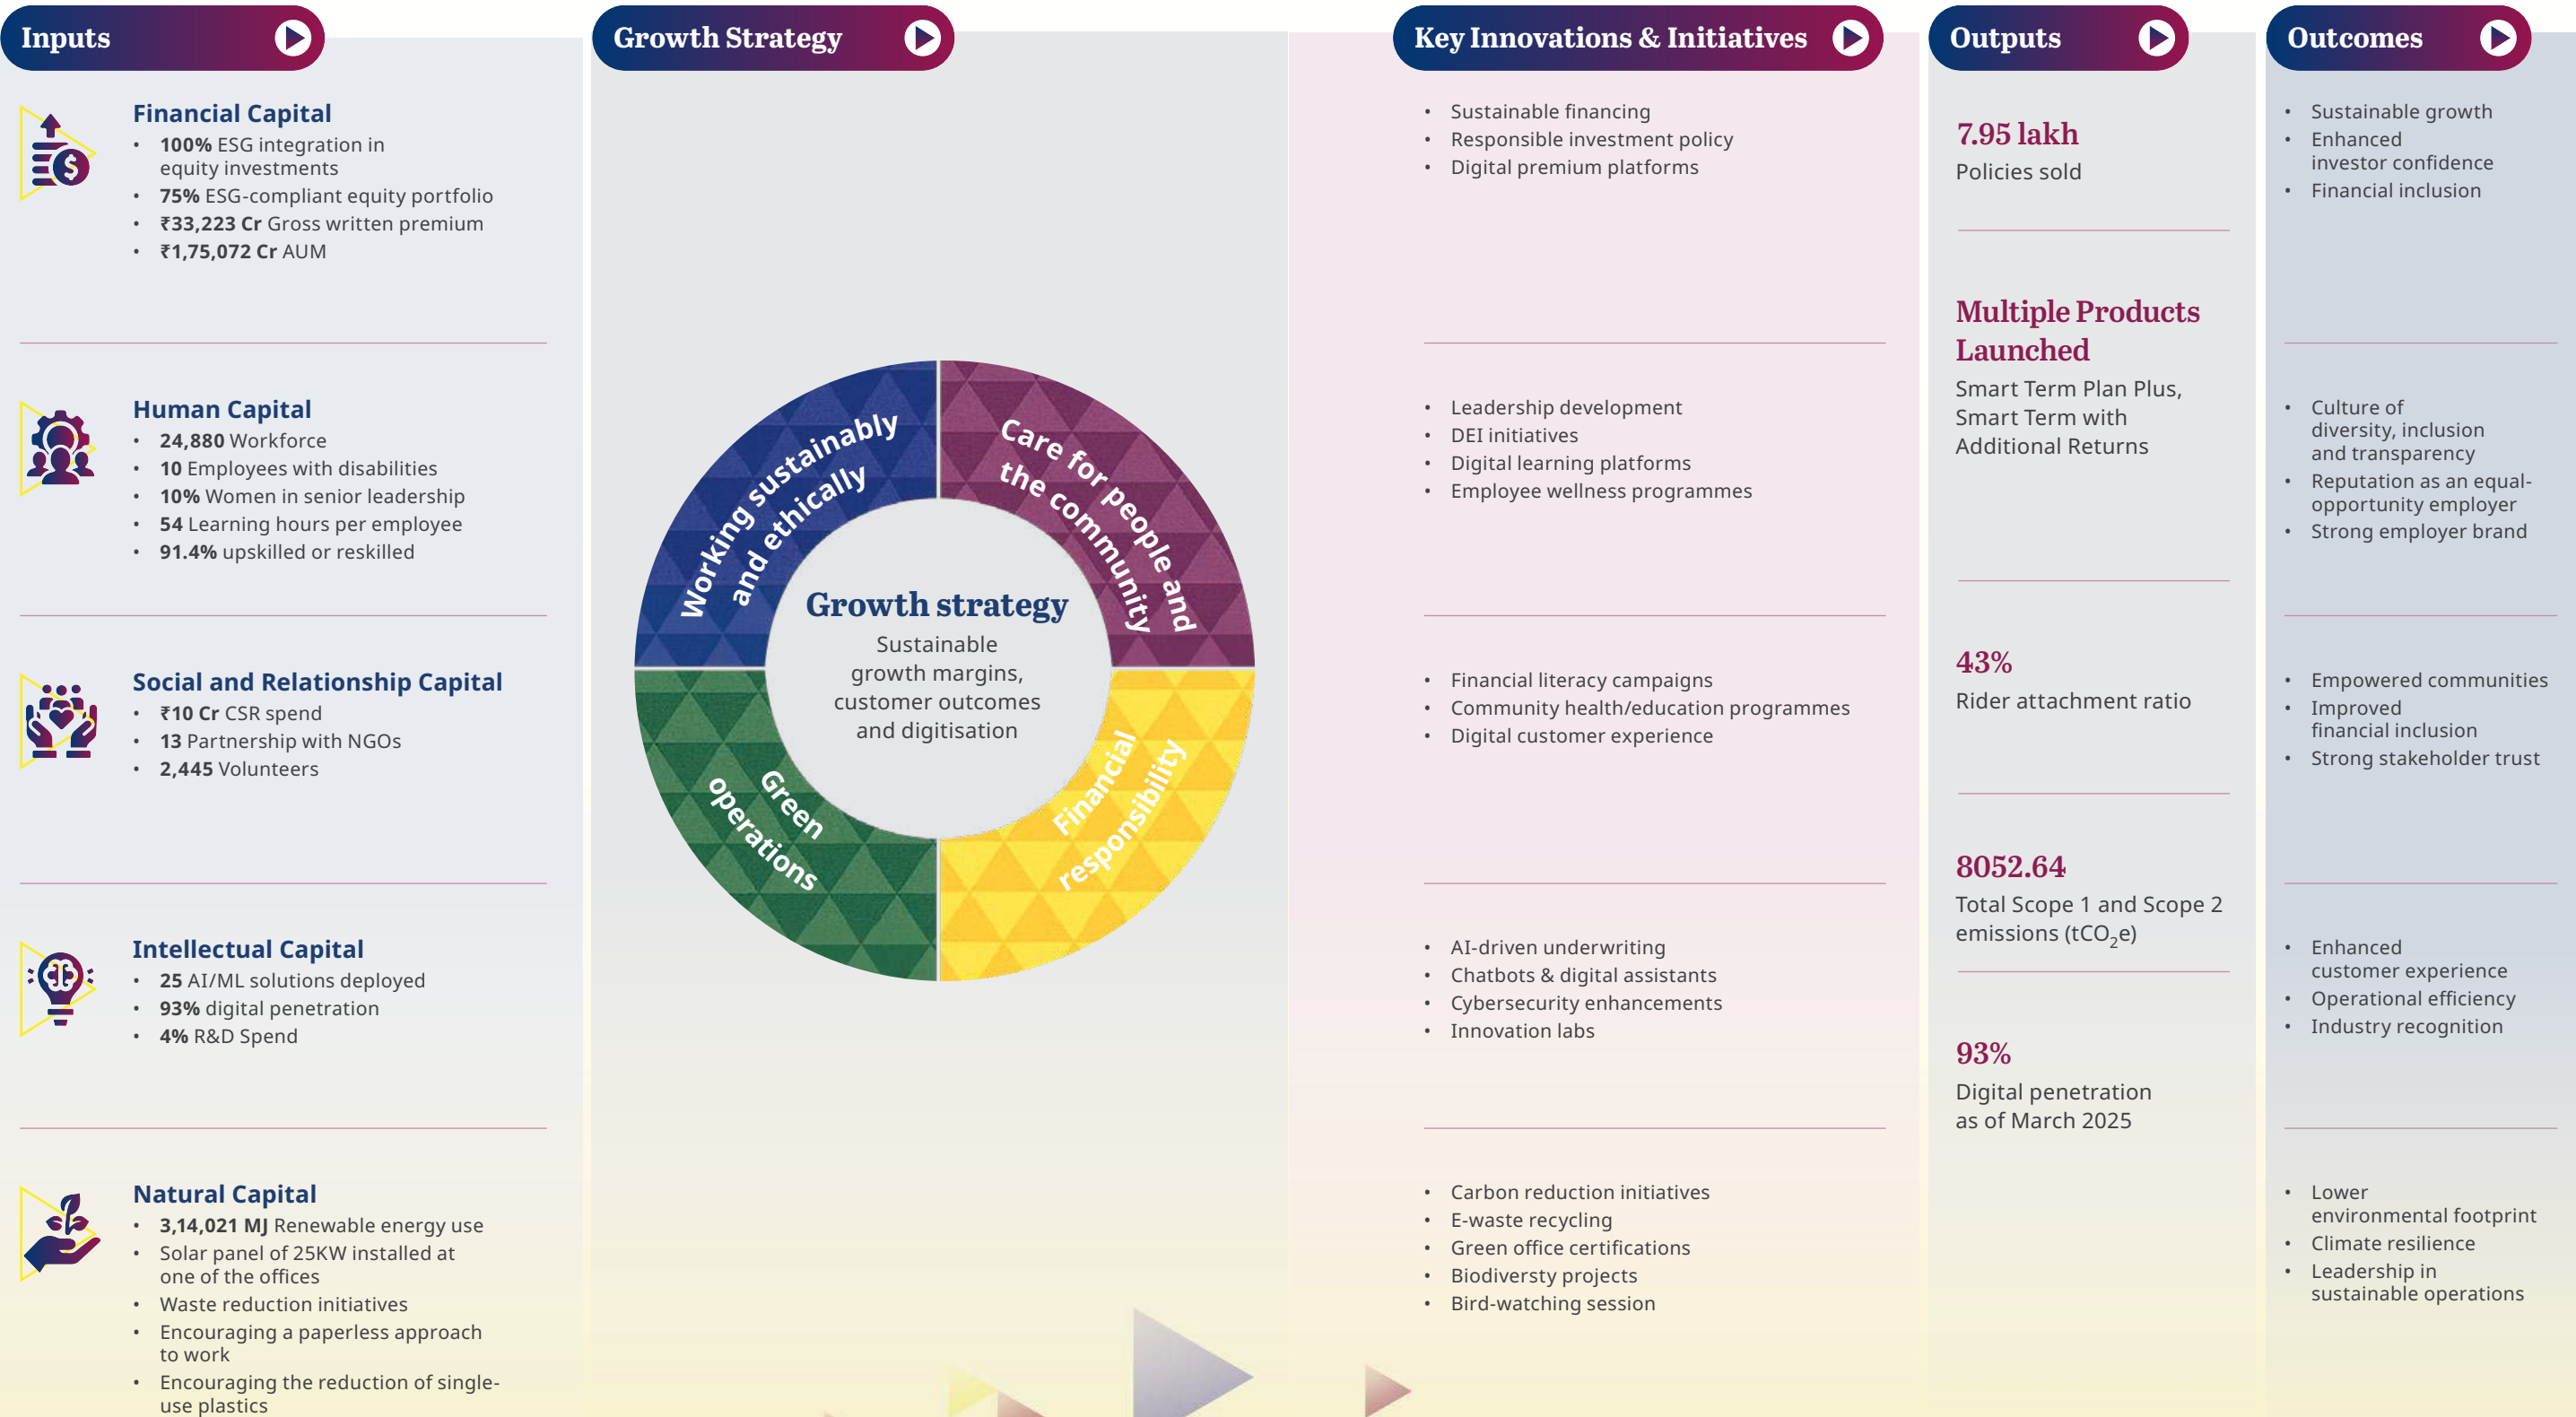 Inputs
Financial Capital
• 100% ESG integration in
equity investments
• 75% ESG-compliant equity portfolio
• ₹33,223 Cr Gross written premium
• ₹1,75,072 Cr AUM
Human Capital
• 24,880 Workforce
• 10 Employees with disabilities
• 10% Women in senior leadership
• 54 Learning hours per employee
• 91.4% upskilled or reskilled
Social and Relationship Capital
• ₹10 Cr CSR spend
• 13 Partnership with NGOs
• 2,445 Volunteers
Intellectual Capital
• 25 AI/ML solutions deployed
• 93% digital penetration
• 4% R&D Spend
Natural Capital
• 3,14,021 MJ Renewable energy use
• Solar panel of 25KW installed at
one of the offices
• Waste reduction initiatives
• Encouraging a paperless approach
to work
• Encouraging the reduction of single-
use plastics
Growth Strategy
Working sustainably
and ethically
Care for people and
the community
Growth strategy
Sustainable
growth margins,
customer outcomes
and digitisation
Green
operations
Financial
responsibility
Key Innovations & Initiatives
• Sustainable financing
• Responsible investment policy
• Digital premium platforms
• Leadership development
• DEI initiatives
• Digital learning platforms
• Employee wellness programmes
• Financial literacy campaigns
• Community health/education programmes
• Digital customer experience
• AI-driven underwriting
• Chatbots & digital assistants
• Cybersecurity enhancements
• Innovation labs
• Carbon reduction initiatives
• E-waste recycling
• Green office certifications
• Biodiversty projects
• Bird-watching session
Outputs
7.95 lakh
Policies sold
Multiple Products
Launched
Smart Term Plan Plus,
Smart Term with
Additional Returns
43%
Rider attachment ratio
8052.64
Total Scope 1 and Scope 2
emissions (tCO₂e)
93%
Digital penetration
as of March 2025
Outcomes
• Sustainable growth
• Enhanced
investor confidence
• Financial inclusion
• Culture of
diversity, inclusion
and transparency
• Reputation as an equal-
opportunity employer
• Strong employer brand
• Empowered communities
• Improved
financial inclusion
• Strong stakeholder trust
• Enhanced
customer experience
• Operational efficiency
• Industry recognition
• Lower
environmental footprint
• Climate resilience
• Leadership in
sustainable operations